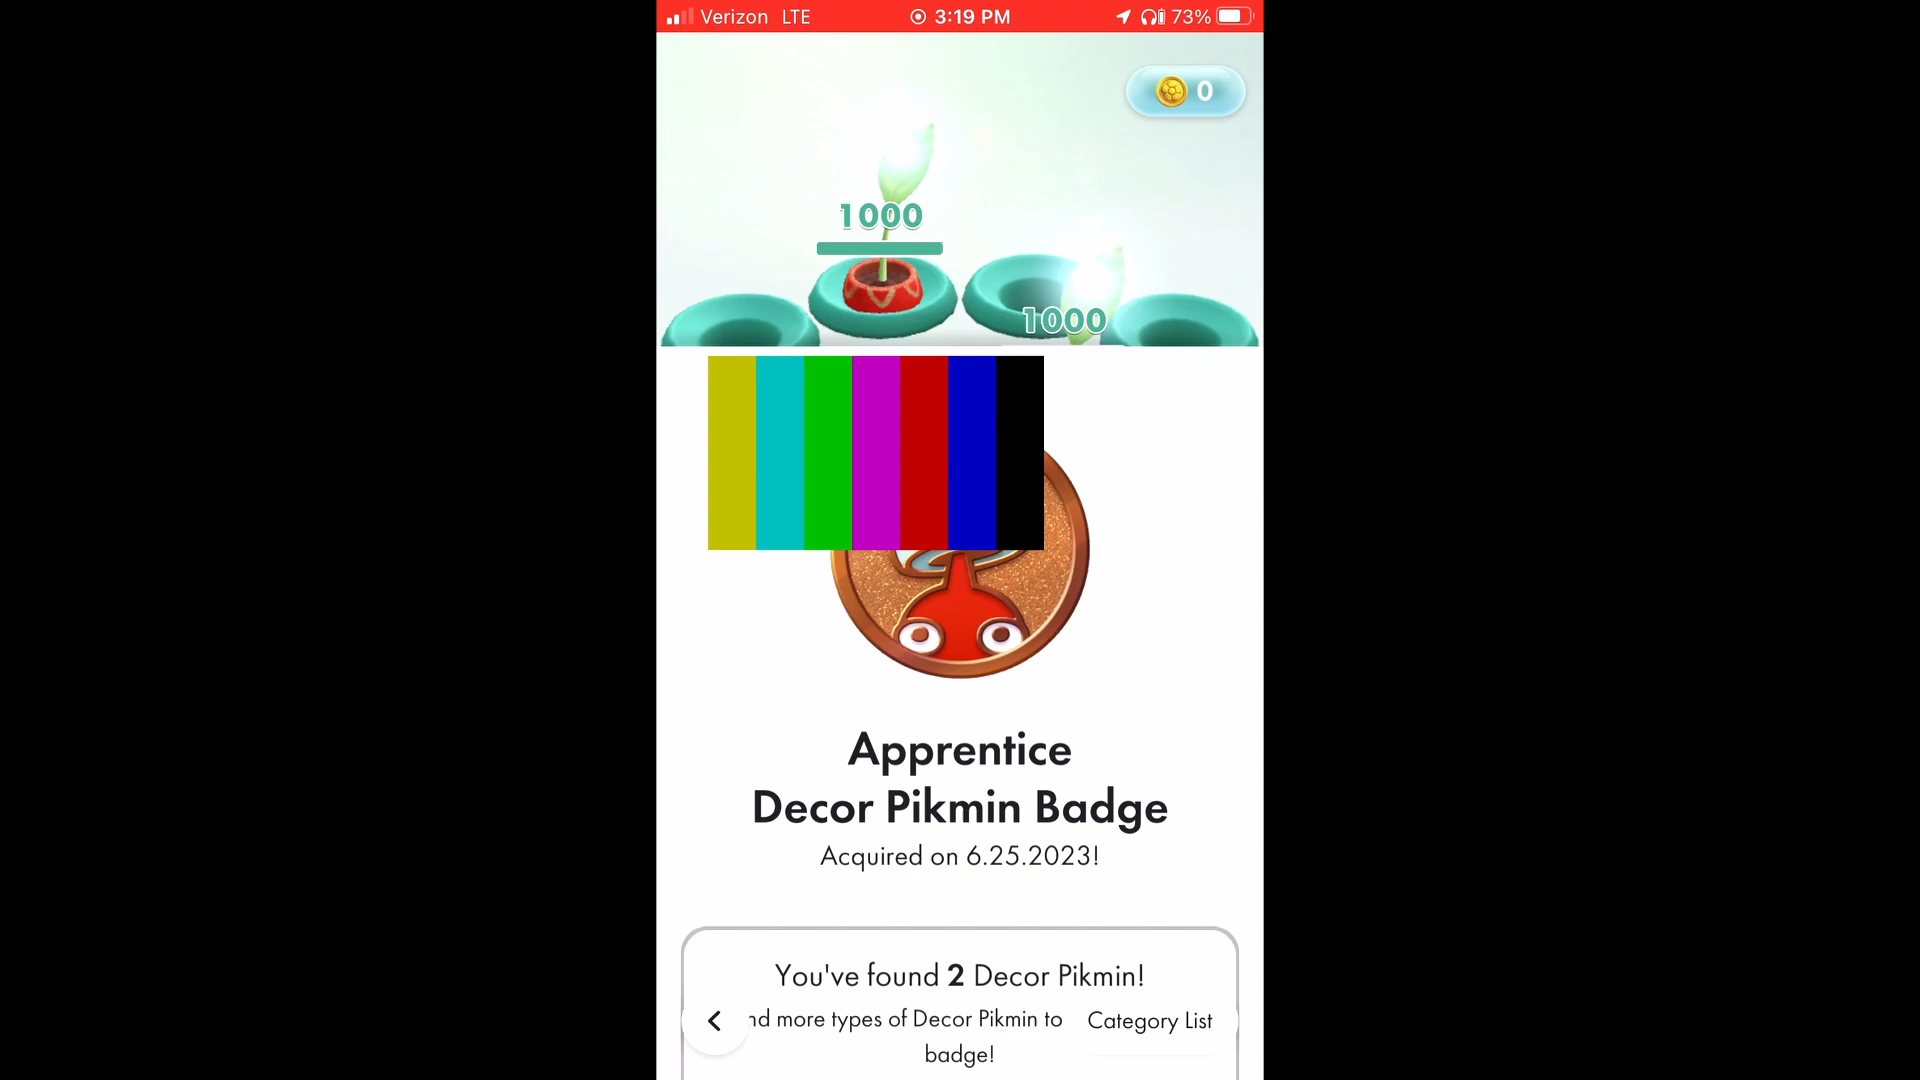 Verizon LTE 3:19 PM 73%
0
1000
1000
Apprentice
Decor Pikmin Badge
Acquired on 6.25.2023!
You've found 2 Decor Pikmin!
more types of Decor Pikmin to
badge!
Category List